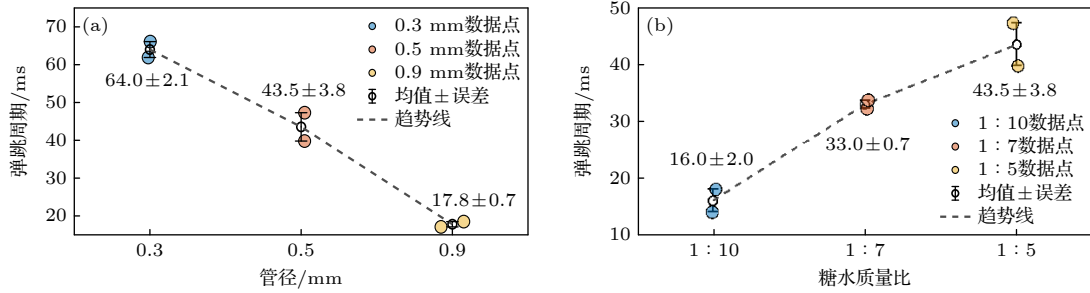 (a)
70
60
50
40
30
20
弹跳周期/ms
0.3
0.5
0.9
管径/mm
64.0±2.1
43.5±3.8
17.8±0.7
0.3 mm数据点
0.5 mm数据点
0.9 mm数据点
均值±误差
趋势线
(b)
50
40
30
20
10
弹跳周期/ms
1∶10
1∶7
1∶5
糖水质量比
16.0±2.0
33.0±0.7
43.5±3.8
1∶10数据点
1∶7数据点
1∶5数据点
均值±误差
趋势线